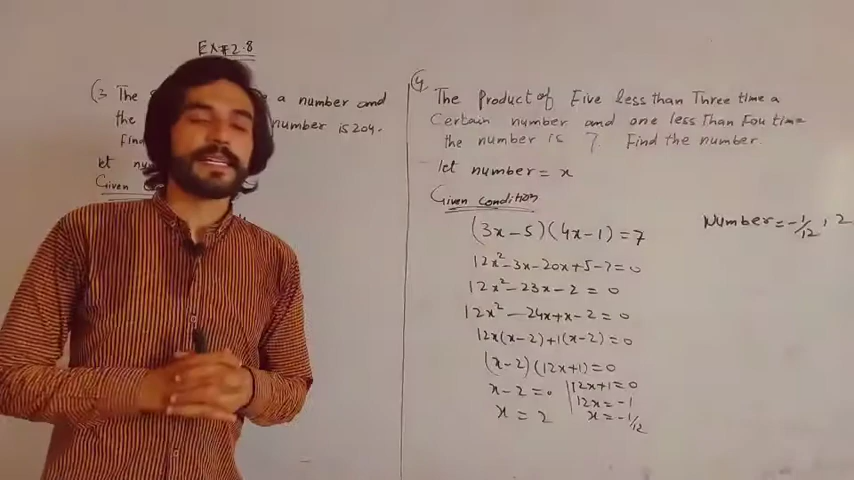 Ex#2.8
(3 The a number and
the number is 204.
Find
let
Given
(4 The Product of Five less than Three time a
Certain number and one less Than Fou time
the number is 7. Find the number.
let number = x
Given condition
(3x-5)(4x-1)=7
12x²-3x-20x+5-7=0
12x²-23x-2=0
12x²-24x+x-2=0
12x(x-2)+1(x-2)=0
(x-2)(12x+1)=0
x-2=0 | 12x+1=0
12x=-1
x=2 x=-1/12
Number=-1/12, 2